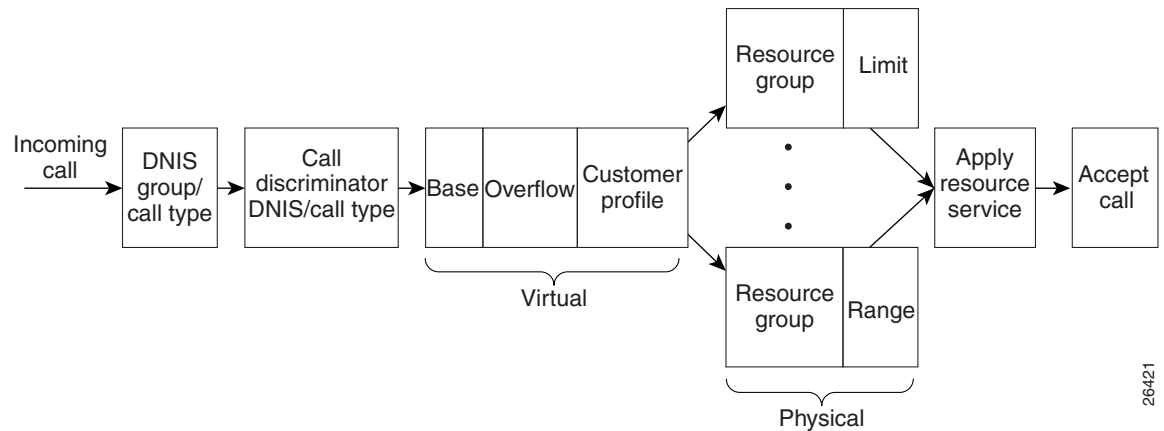 Incoming
call
DNIS
group/
call type
Call
discriminator
DNIS/call type
Base
Overflow
Customer
profile
Virtual
Resource
group
Limit
Resource
group
Range
Physical
Apply
resource
service
Accept
call
26421